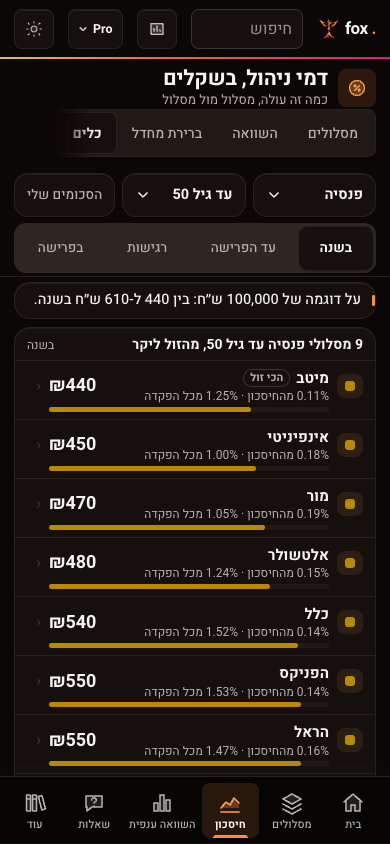 fox.
חיפוש
Pro
דמי ניהול, בשקלים
כמה זה עולה, מסלול מול מסלול
מסלולים
השוואה
ברירת מחדל
כלים
פנסיה
עד גיל 50
הסכומים שלי
בשנה
עד הפרישה
רגישות
בפרישה
על דוגמה של 100,000 ש״ח: בין 440 ל-610 ש״ח בשנה.
9 מסלולי פנסיה עד גיל 50, מהזול ליקר
בשנה
מיטב הכי זול
0.11% מהחיסכון · 1.25% מכל הפקדה
₪440
אינפיניטי
0.18% מהחיסכון · 1.00% מכל הפקדה
₪450
מור
0.19% מהחיסכון · 1.05% מכל הפקדה
₪470
אלטשולר
0.15% מהחיסכון · 1.24% מכל הפקדה
₪480
כלל
0.14% מהחיסכון · 1.52% מכל הפקדה
₪540
הפניקס
0.14% מהחיסכון · 1.53% מכל הפקדה
₪550
הראל
0.16% מהחיסכון · 1.47% מכל הפקדה
₪550
בית
מסלולים
חיסכון
השוואה ענפית
שאלות
עוד